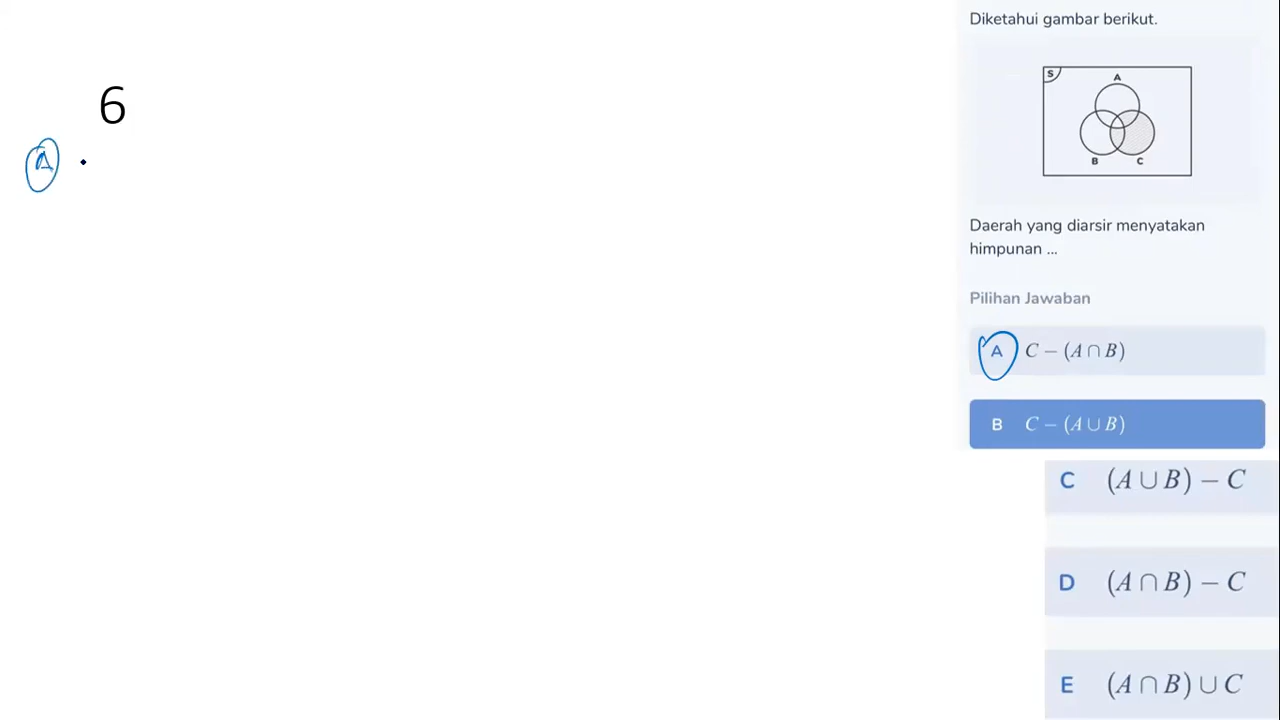 6
A
Diketahui gambar berikut.
S
A
B
C
Daerah yang diarsir menyatakan
himpunan ...
Pilihan Jawaban
A C − (A ∩ B)
B C − (A ∪ B)
C (A ∪ B) − C
D (A ∩ B) − C
E (A ∩ B) ∪ C